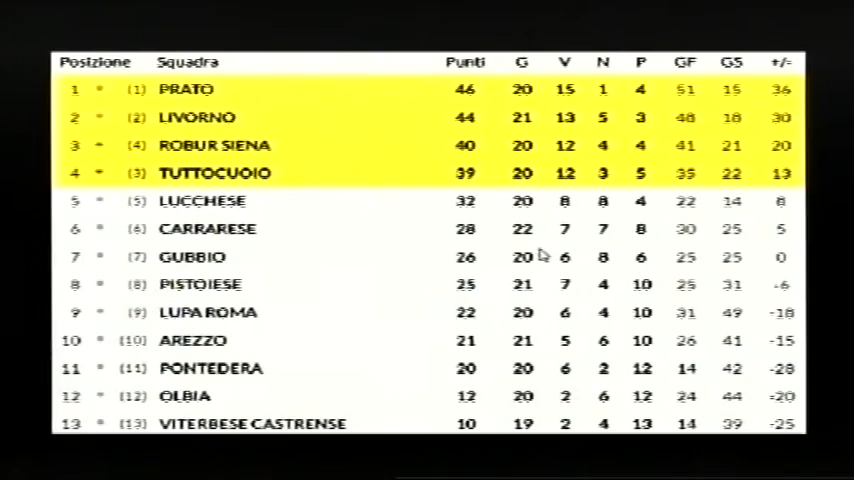 Posizione Squadra Punti G V N P GF GS +/-
1 (1) PRATO 46 20 15 1 4 51 15 36
2 (2) LIVORNO 44 21 13 5 3 48 18 30
3 (4) ROBUR SIENA 40 20 12 4 4 41 21 20
4 (3) TUTTOCUOIO 39 20 12 3 5 35 22 13
5 (5) LUCCHESE 32 20 8 8 4 22 14 8
6 (6) CARRARESE 28 22 7 7 8 30 25 5
7 (7) GUBBIO 26 20 6 8 6 25 25 0
8 (8) PISTOIESE 25 21 7 4 10 25 31 -6
9 (9) LUPA ROMA 22 20 6 4 10 31 49 -18
10 (10) AREZZO 21 21 5 6 10 26 41 -15
11 (11) PONTEDERA 20 20 6 2 12 14 42 -28
12 (12) OLBIA 12 20 2 6 12 24 44 -20
13 (13) VITERBESE CASTRENSE 10 19 2 4 13 14 39 -25